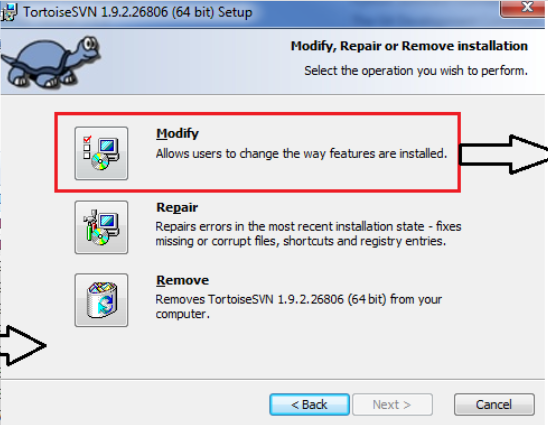 TortoiseSVN 1.9.2.26806 (64 bit) Setup
Modify, Repair or Remove installation
Select the operation you wish to perform.
Modify
Allows users to change the way features are installed.
Repair
Repairs errors in the most recent installation state - fixes
missing or corrupt files, shortcuts and registry entries.
Remove
Removes TortoiseSVN 1.9.2.26806 (64 bit) from your
computer.
< Back
Next >
Cancel